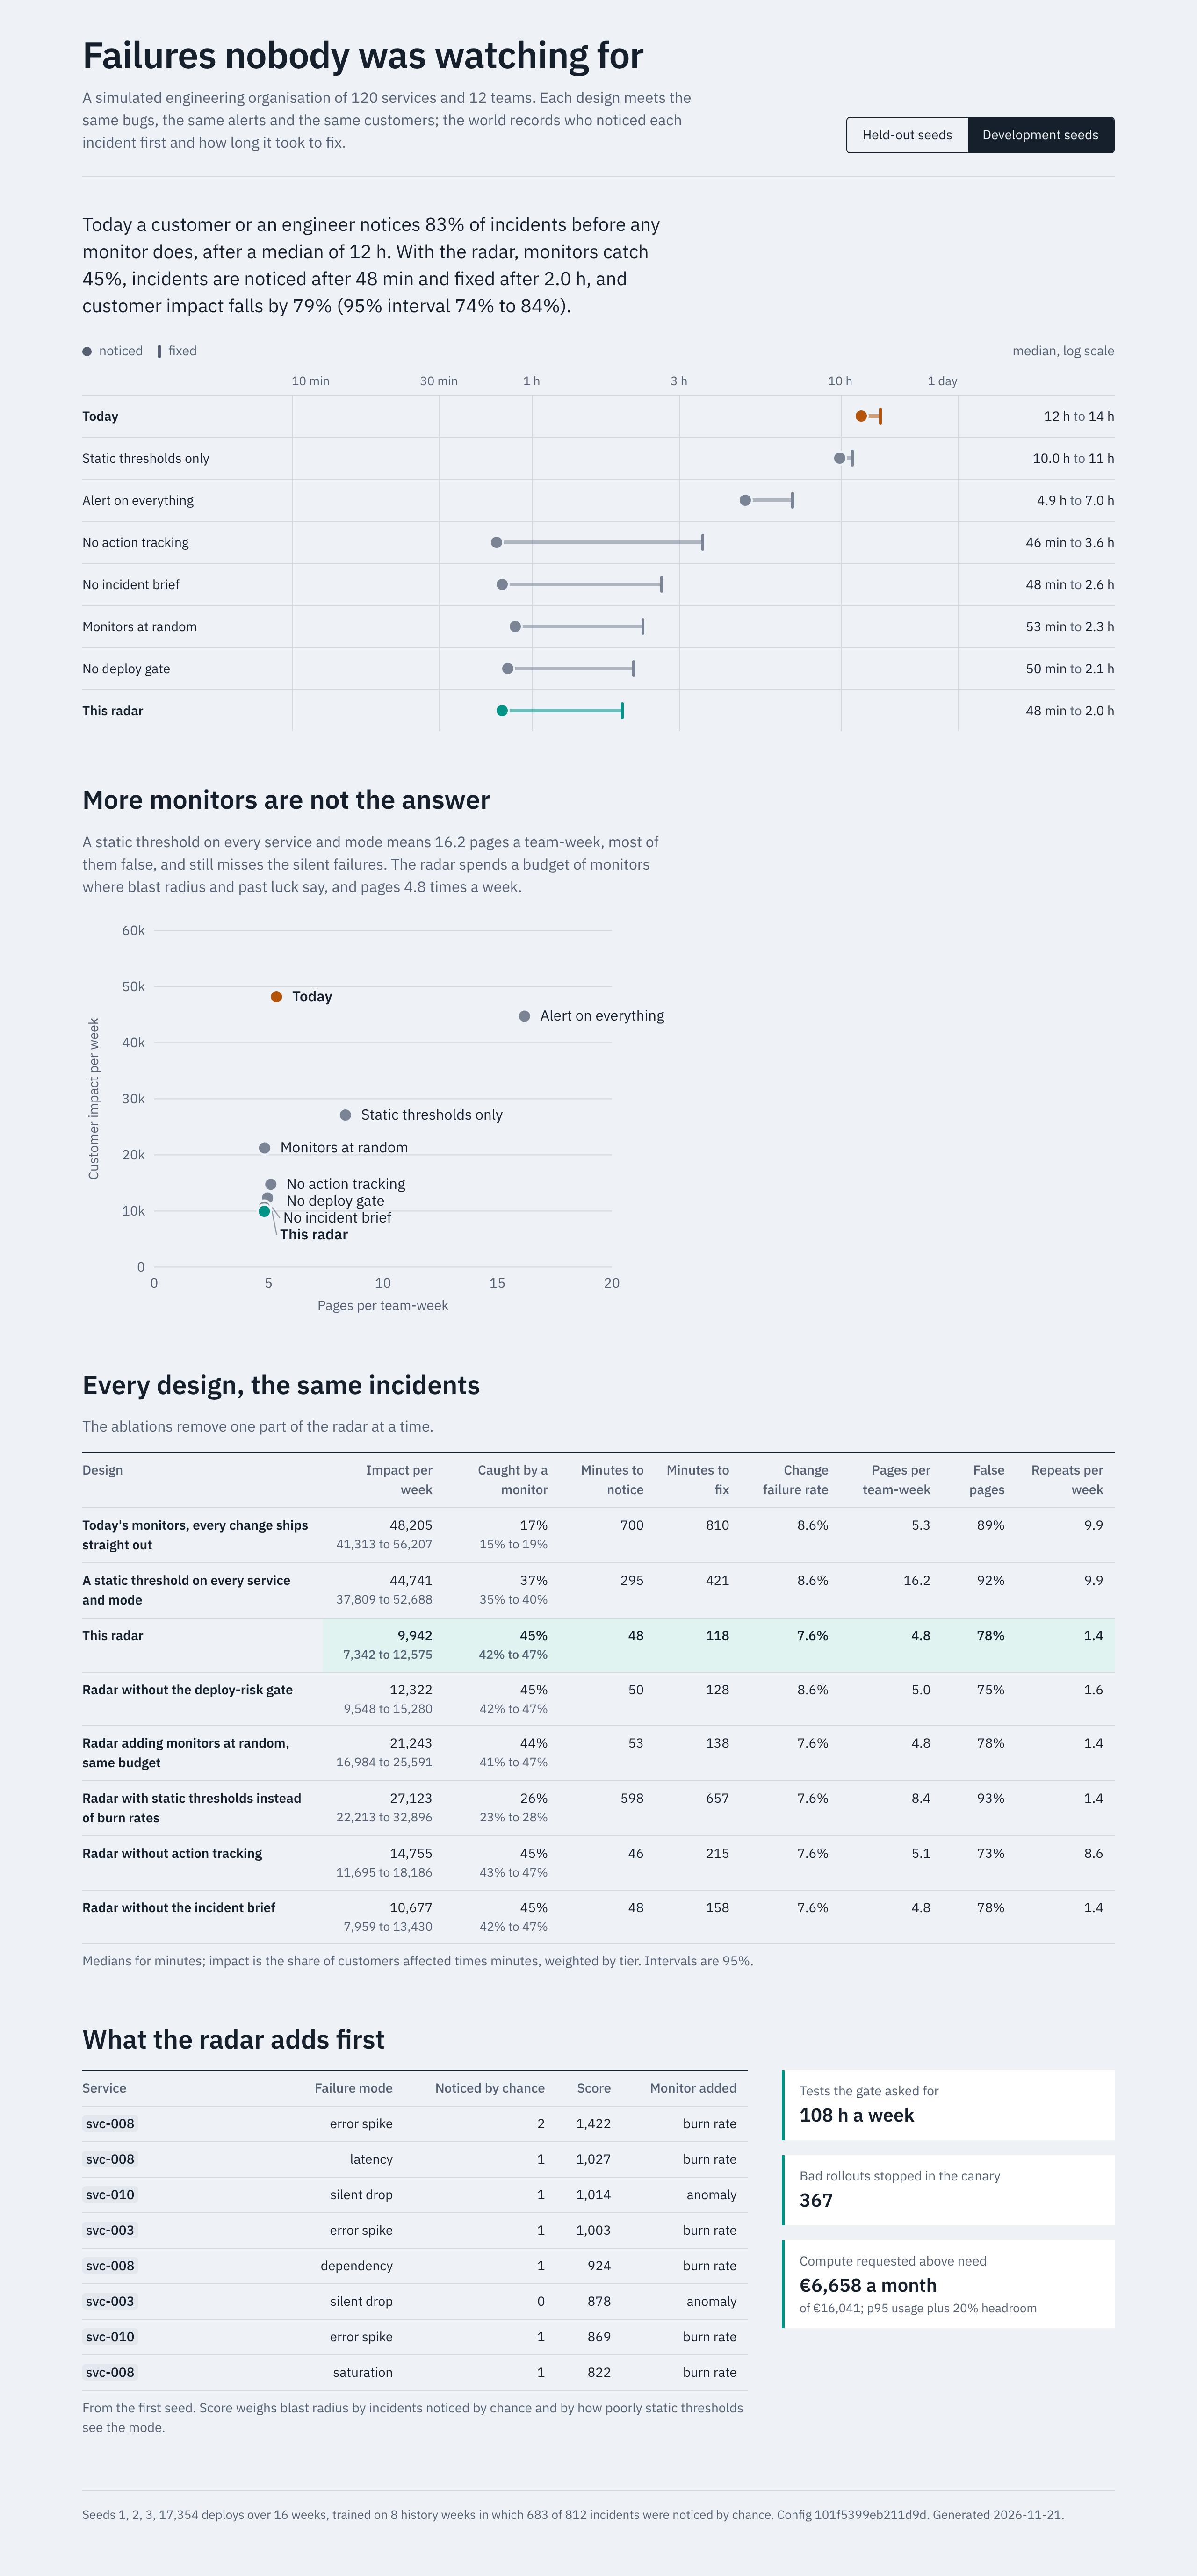 Failures nobody was watching for
A simulated engineering organisation of 120 services and 12 teams. Each design meets the
same bugs, the same alerts and the same customers; the world records who noticed each
incident first and how long it took to fix.
Held-out seeds
Development seeds
Today a customer or an engineer notices 83% of incidents before any
monitor does, after a median of 12 h. With the radar, monitors catch
45%, incidents are noticed after 48 min and fixed after 2.0 h, and
customer impact falls by 79% (95% interval 74% to 84%).
noticed fixed median, log scale
10 min 30 min 1 h 3 h 10 h 1 day
Today 12 h to 14 h
Static thresholds only 10.0 h to 11 h
Alert on everything 4.9 h to 7.0 h
No action tracking 46 min to 3.6 h
No incident brief 48 min to 2.6 h
Monitors at random 53 min to 2.3 h
No deploy gate 50 min to 2.1 h
This radar 48 min to 2.0 h
More monitors are not the answer
A static threshold on every service and mode means 16.2 pages a team-week, most of
them false, and still misses the silent failures. The radar spends a budget of monitors
where blast radius and past luck say, and pages 4.8 times a week.
Customer impact per week
60k
50k
Today
Alert on everything
40k
30k
Static thresholds only
Monitors at random
20k
No action tracking
No deploy gate
10k
No incident brief
This radar
0
0 5 10 15 20
Pages per team-week
Every design, the same incidents
The ablations remove one part of the radar at a time.
Design Impact per Caught by a Minutes to Minutes to Change Pages per False Repeats per
week monitor notice fix failure rate team-week pages week
Today's monitors, every change ships 48,205 17% 700 810 8.6% 5.3 89% 9.9
straight out 41,313 to 56,207 15% to 19%
A static threshold on every service 44,741 37% 295 421 8.6% 16.2 92% 9.9
and mode 37,809 to 52,688 35% to 40%
This radar 9,942 45% 48 118 7.6% 4.8 78% 1.4
7,342 to 12,575 42% to 47%
Radar without the deploy-risk gate 12,322 45% 50 128 8.6% 5.0 75% 1.6
9,548 to 15,280 42% to 47%
Radar adding monitors at random, 21,243 44% 53 138 7.6% 4.8 78% 1.4
same budget 16,984 to 25,591 41% to 47%
Radar with static thresholds instead 27,123 26% 598 657 7.6% 8.4 93% 1.4
of burn rates 22,213 to 32,896 23% to 28%
Radar without action tracking 14,755 45% 46 215 7.6% 5.1 73% 8.6
11,695 to 18,186 43% to 47%
Radar without the incident brief 10,677 45% 48 158 7.6% 4.8 78% 1.4
7,959 to 13,430 42% to 47%
Medians for minutes; impact is the share of customers affected times minutes, weighted by tier. Intervals are 95%.
What the radar adds first
Service Failure mode Noticed by chance Score Monitor added
svc-008 error spike 2 1,422 burn rate
svc-008 latency 1 1,027 burn rate
svc-010 silent drop 1 1,014 anomaly
svc-003 error spike 1 1,003 burn rate
svc-008 dependency 1 924 burn rate
svc-003 silent drop 0 878 anomaly
svc-010 error spike 1 869 burn rate
svc-008 saturation 1 822 burn rate
From the first seed. Score weighs blast radius by incidents noticed by chance and by how poorly static thresholds
see the mode.
Tests the gate asked for
108 h a week
Bad rollouts stopped in the canary
367
Compute requested above need
€6,658 a month
of €16,041; p95 usage plus 20% headroom
Seeds 1, 2, 3, 17,354 deploys over 16 weeks, trained on 8 history weeks in which 683 of 812 incidents were noticed by chance. Config 101f5399eb211d9d. Generated 2026-11-21.